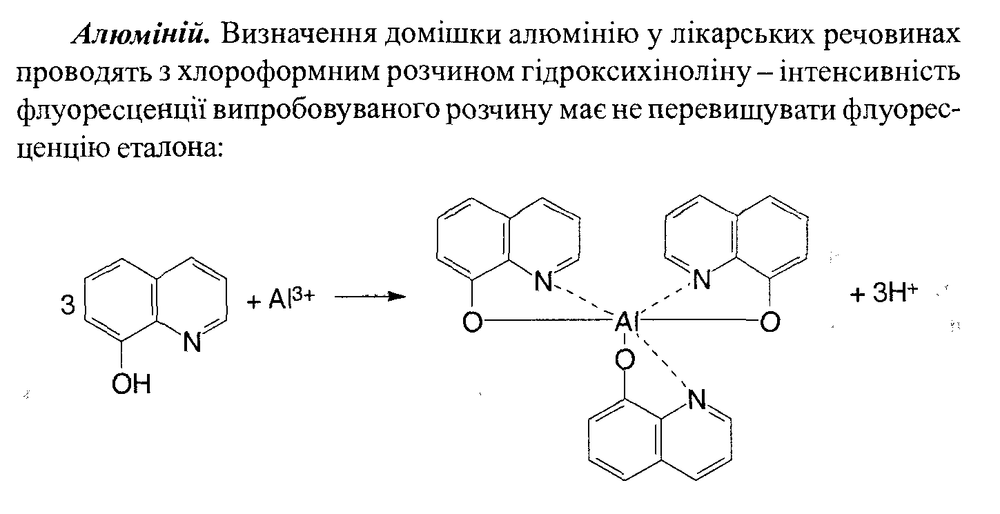 Алюміній. Визначення домішки алюмінію у лікарських речовинах
проводять з хлороформним розчином гідроксихіноліну – інтенсивність
флуоресценції випробовуваного розчину має не перевищувати флуорес-
ценцію еталона:
3 N OH + Al³⁺ N O N O Al O N + 3H⁺